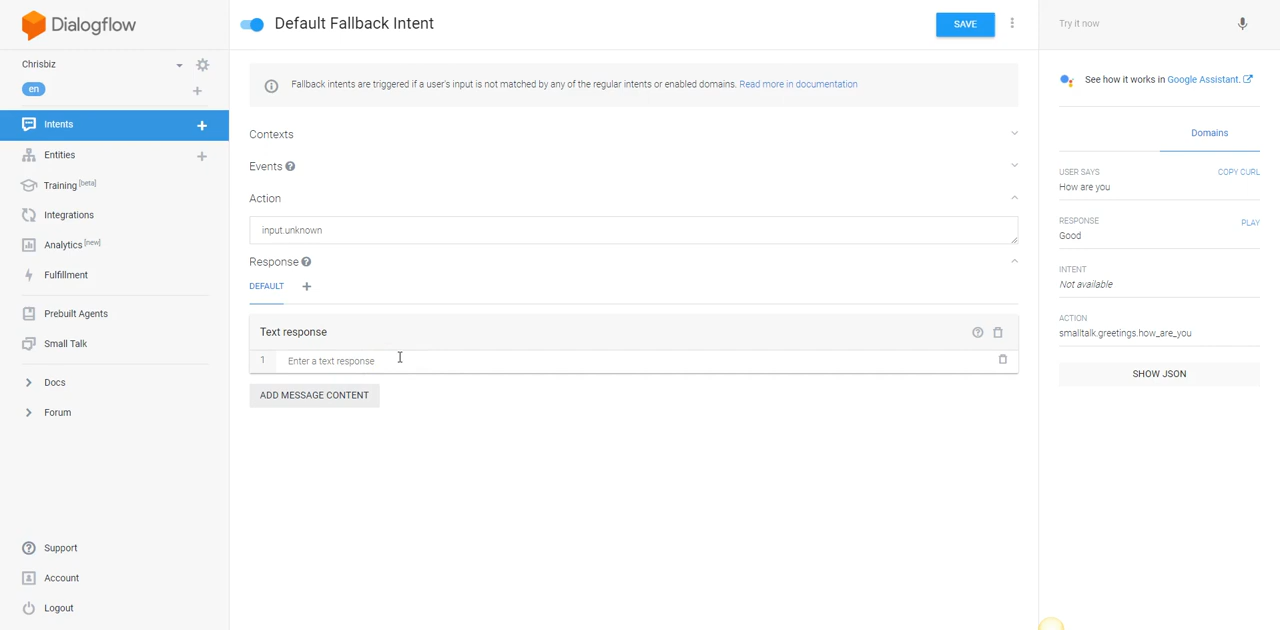 Dialogflow
Chrisbiz
en
Intents
Entities
Training [beta]
Integrations
Analytics [new]
Fulfillment
Prebuilt Agents
Small Talk
Docs
Forum
Support
Account
Logout
Default Fallback Intent
SAVE
Fallback intents are triggered if a user's input is not matched by any of the regular intents or enabled domains. Read more in documentation
Contexts
Events
Action
input.unknown
Response
DEFAULT
Text response
1 Enter a text response
ADD MESSAGE CONTENT
Try it now
See how it works in Google Assistant.
Domains
USER SAYS COPY CURL
How are you
RESPONSE PLAY
Good
INTENT
Not available
ACTION
smalltalk.greetings.how_are_you
SHOW JSON